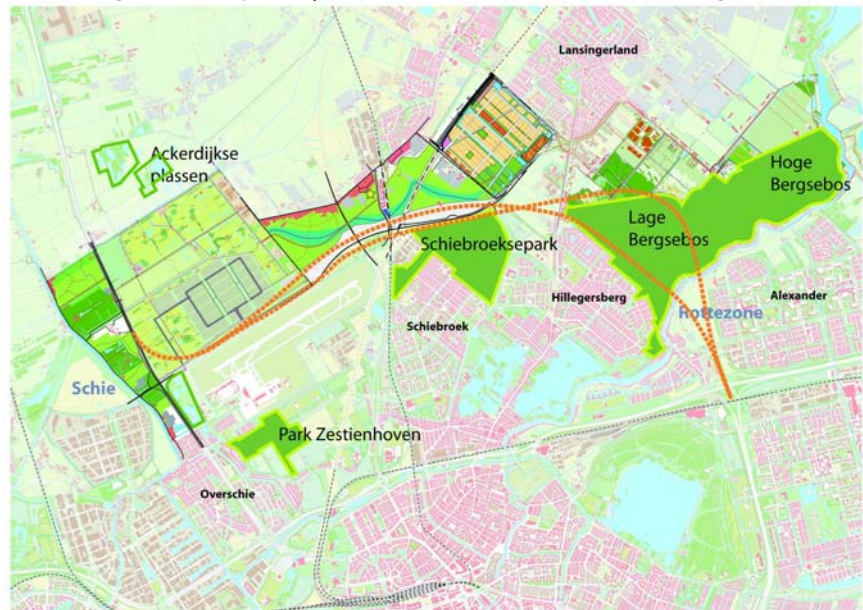 Lansingerland
Ackerdijkse
plassen
Hoge
Bergsebos
Lage
Bergsebos
Schiebroeksepark
Hillegersberg
Alexander
Rottezone
Schiebroek
Schie
Park Zestienhoven
Overschie